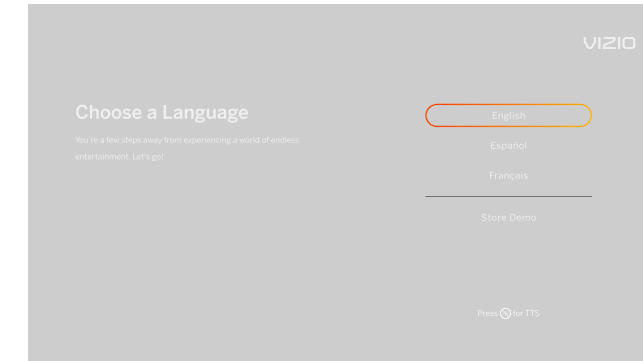 VIZIO
Choose a Language
You're a few steps away from experiencing a world of endless
entertainment. Let's go!
English
Español
Français
Store Demo
Press for TTS